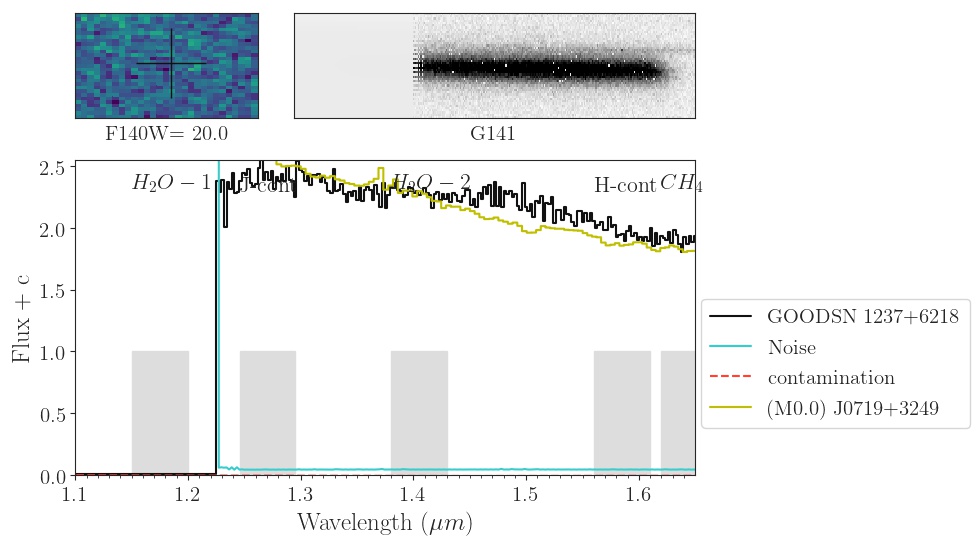 F140W= 20.0
G141
H₂O − 1
J-cont
H₂O − 2
H-cont
CH₄
2.5
2.0
1.5
1.0
0.5
0.0
Flux + c
1.1
1.2
1.3
1.4
1.5
1.6
Wavelength (μm)
GOODSN 1237+6218
Noise
contamination
(M0.0) J0719+3249